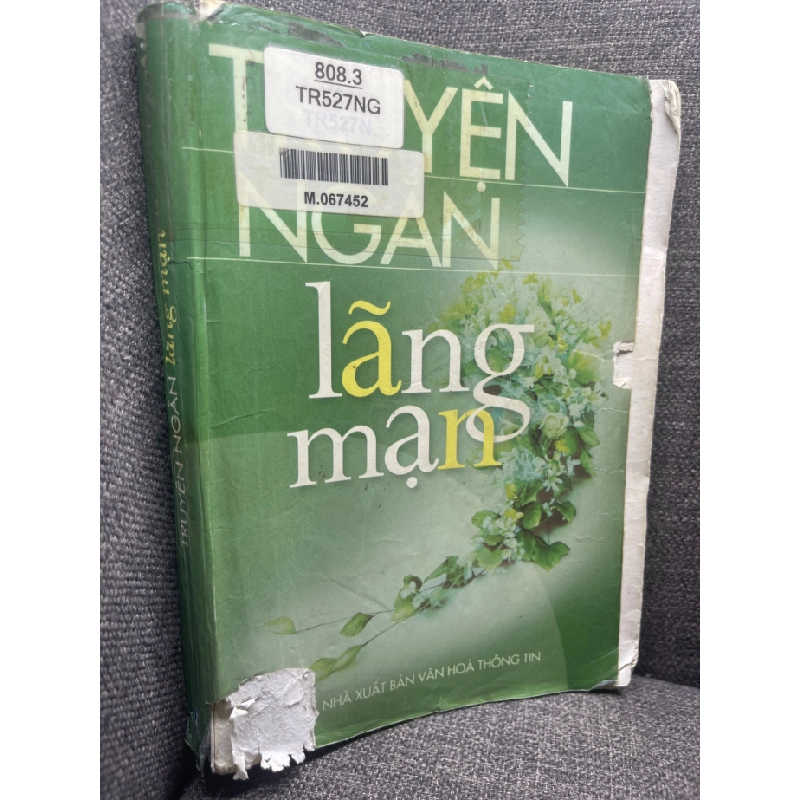 808.3
TR527NG
TR527N
TRUYỆN
NGẮN
M.067452
lãng
mạn
NHÀ XUẤT BẢN VĂN HOÁ THÔNG TIN
TRUYỆN NGẮN lãng mạn